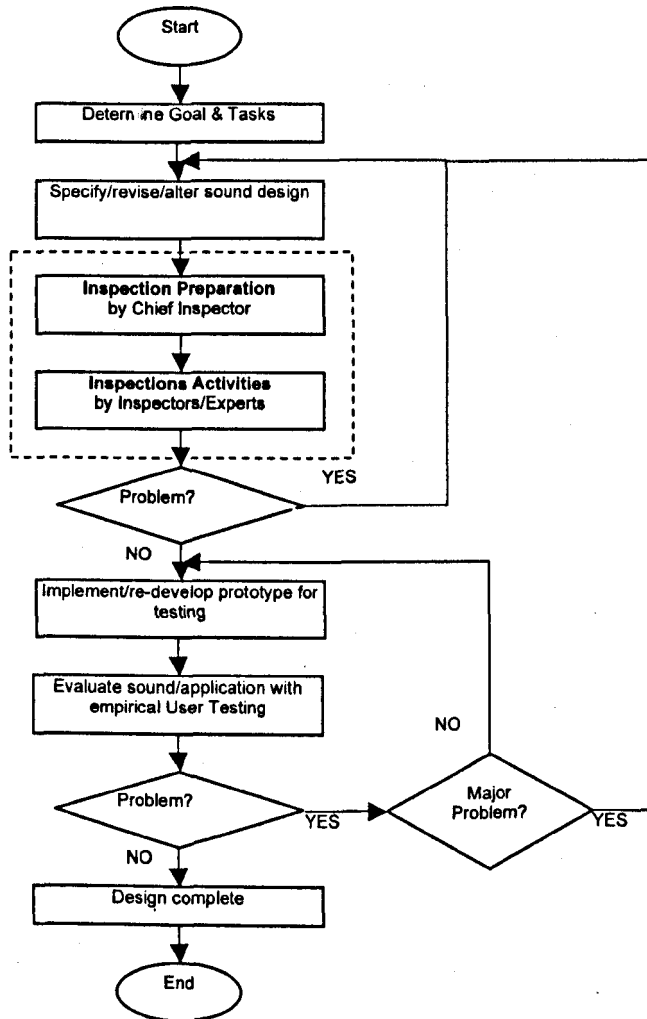 Start
Determine Goal & Tasks
Specify/revise/alter sound design
Inspection Preparation
by Chief Inspector
Inspections Activities
by Inspectors/Experts
YES
Problem?
NO
Implement/re-develop prototype for
testing
Evaluate sound/application with
empirical User Testing
NO
Problem?
YES
Major
Problem?
YES
NO
Design complete
End